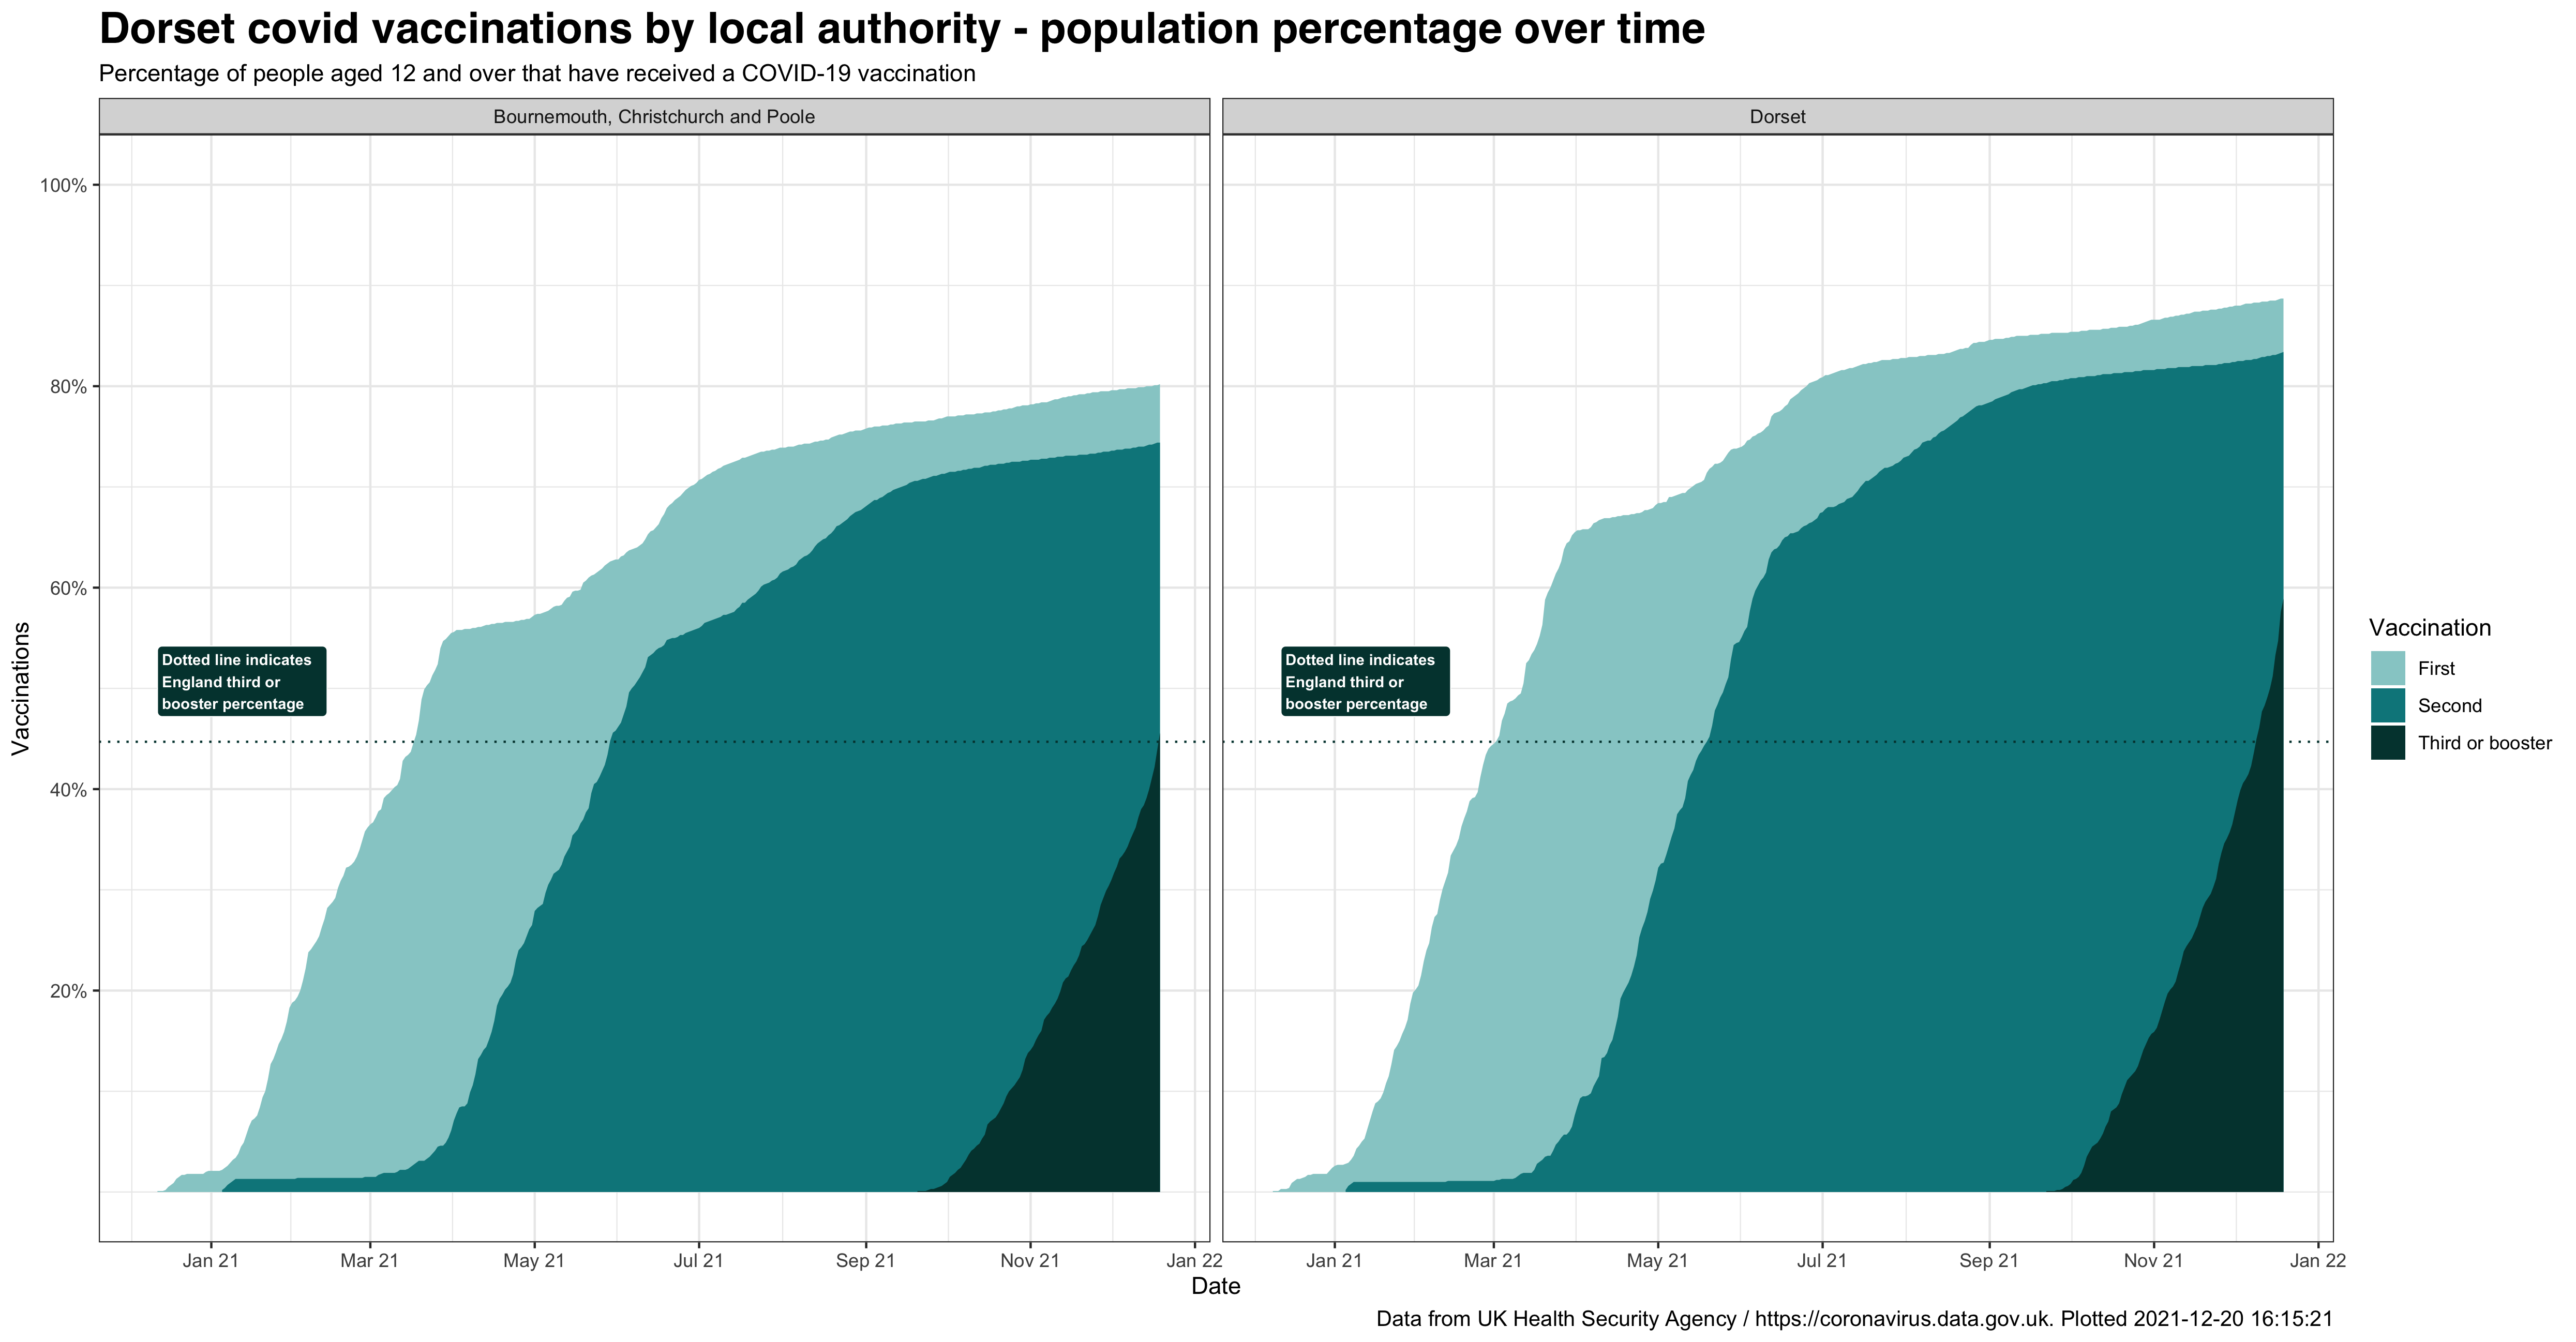 Dorset covid vaccinations by local authority - population percentage over time
Percentage of people aged 12 and over that have received a COVID-19 vaccination
Bournemouth, Christchurch and Poole
Dorset
100%
80%
60%
40%
20%
Vaccinations
Dotted line indicates
England third or
booster percentage
Dotted line indicates
England third or
booster percentage
Vaccination
First
Second
Third or booster
Jan 21
Mar 21
May 21
Jul 21
Sep 21
Nov 21
Jan 22
Jan 21
Mar 21
May 21
Jul 21
Sep 21
Nov 21
Jan 22
Date
Data from UK Health Security Agency / https://coronavirus.data.gov.uk. Plotted 2021-12-20 16:15:21